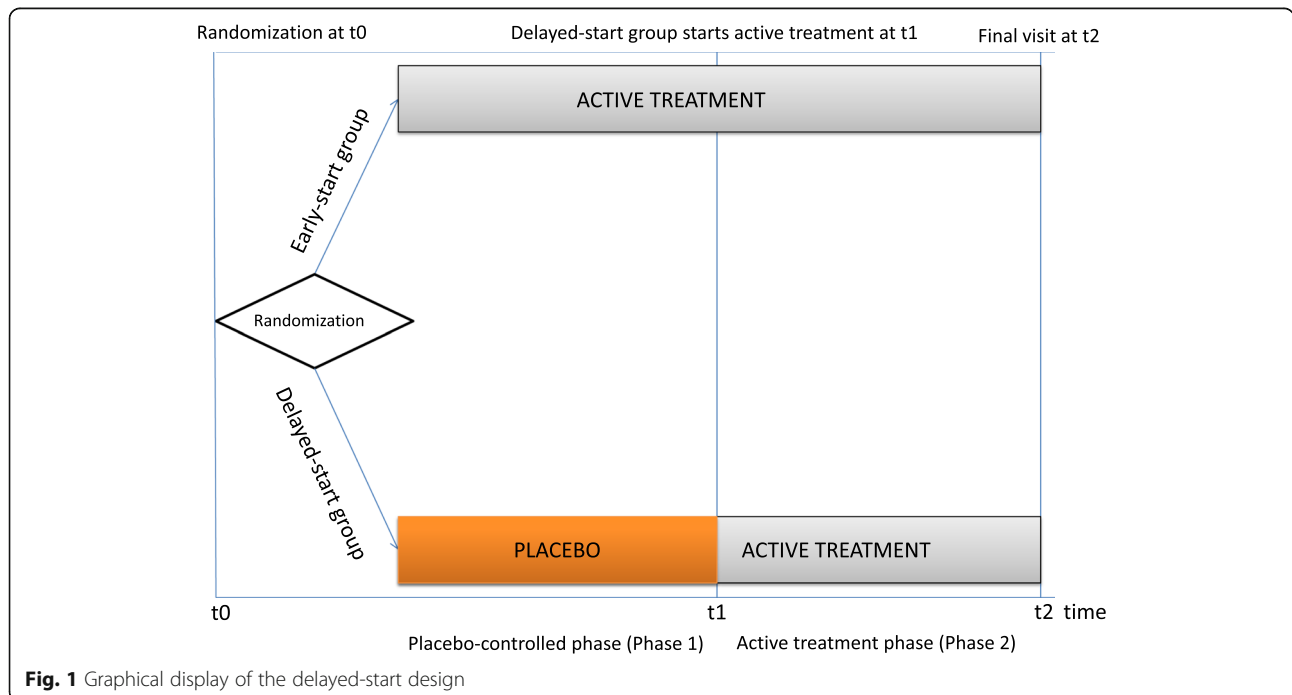 Randomization at t0
Delayed-start group starts active treatment at t1
Final visit at t2
ACTIVE TREATMENT
Early-start group
Randomization
Delayed-start group
PLACEBO
ACTIVE TREATMENT
t0
t1
t2 time
Placebo-controlled phase (Phase 1)
Active treatment phase (Phase 2)
Fig. 1 Graphical display of the delayed-start design